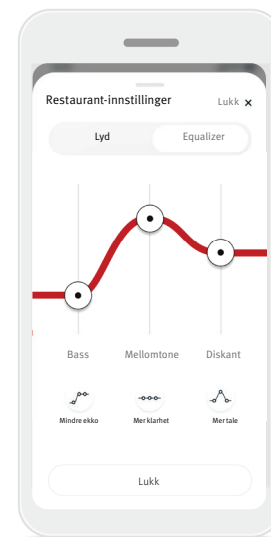 Restaurant-innstillinger Lukk ×
Lyd Equalizer
Bass Mellomtone Diskant
Mindre ekko Mer klarhet Mer tale
Lukk